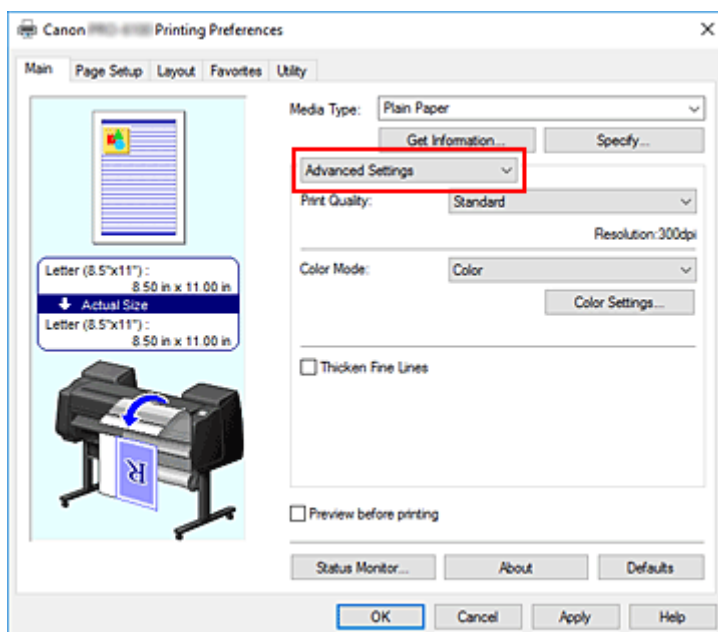 Canon Printing Preferences
Main Page Setup Layout Favorites Utility
Media Type: Plain Paper
Get Information... Specify...
Advanced Settings
Print Quality: Standard
Resolution:300dpi
Letter (8.5"x11") :
8.50 in x 11.00 in
Actual Size
Letter (8.5"x11") :
8.50 in x 11.00 in
Color Mode: Color
Color Settings...
Thicken Fine Lines
R
Preview before printing
Status Monitor... About Defaults
OK Cancel Apply Help